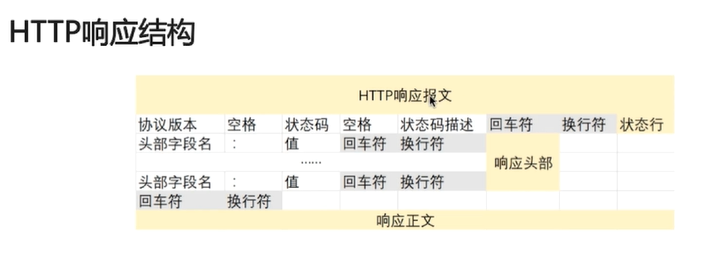 HTTP响应结构
HTTP响应报文
协议版本 空格 状态码 空格 状态码描述 回车符 换行符 状态行
头部字段名 : 值 回车符 换行符
......
响应头部
头部字段名 : 值 回车符 换行符
回车符 换行符
响应正文